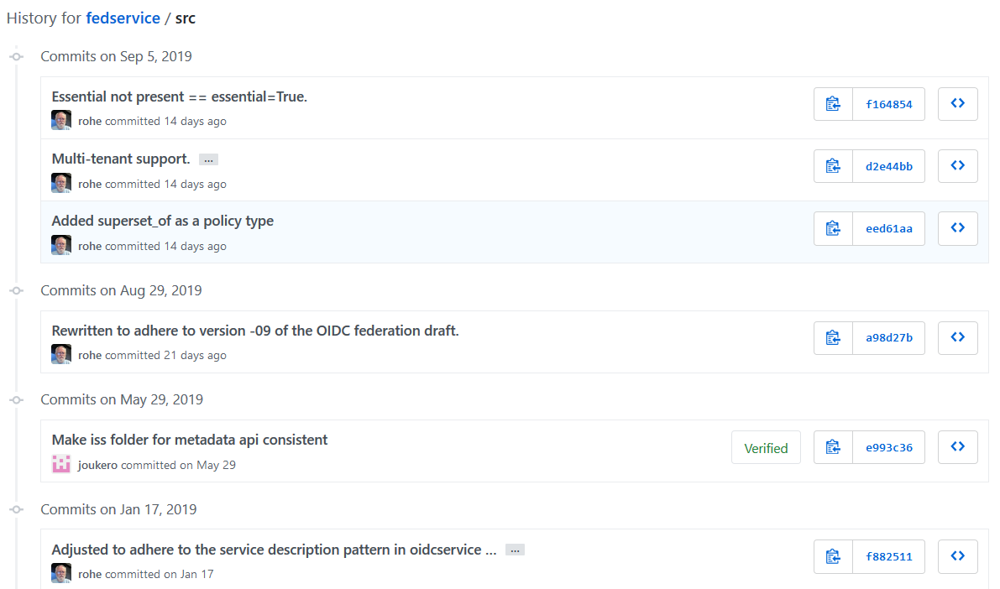 History for fedservice / src
Commits on Sep 5, 2019
Essential not present == essential=True.
rohe committed 14 days ago
f164854
Multi-tenant support. …
rohe committed 14 days ago
d2e44bb
Added superset_of as a policy type
rohe committed 14 days ago
eed61aa
Commits on Aug 29, 2019
Rewritten to adhere to version -09 of the OIDC federation draft.
rohe committed 21 days ago
a98d27b
Commits on May 29, 2019
Make iss folder for metadata api consistent
joukero committed on May 29
Verified
e993c36
Commits on Jan 17, 2019
Adjusted to adhere to the service description pattern in oidcservice … …
rohe committed on Jan 17
f882511